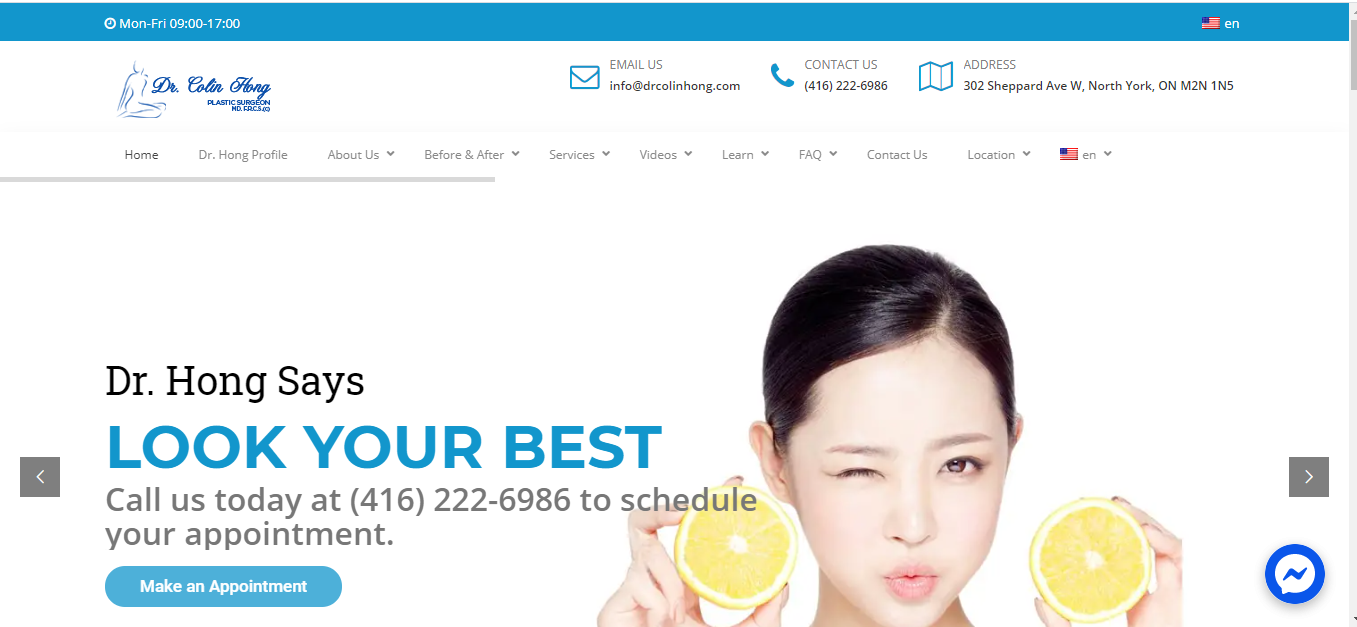 Mon-Fri 09:00-17:00
en
Dr. Colin Hong
PLASTIC SURGEON
MD. F.R.C.S.(C)
EMAIL US
info@drcolinhong.com
CONTACT US
(416) 222-6986
ADDRESS
302 Sheppard Ave W, North York, ON M2N 1N5
Home Dr. Hong Profile About Us Before & After Services Videos Learn FAQ Contact Us Location en
Dr. Hong Says
LOOK YOUR BEST
Call us today at (416) 222-6986 to schedule
your appointment.
Make an Appointment